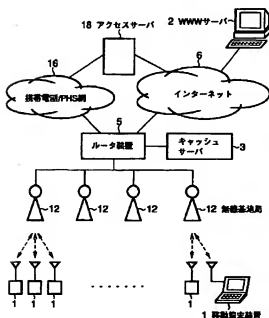 18 アクセスサーバ
2 WWWサーバ
16
6
携帯電話/PHS網
インターネット
5
ルータ装置
キャッシュ
サーバ
3
12
12
12
12 無線基地局
1
1
1
1
1 移動端末装置